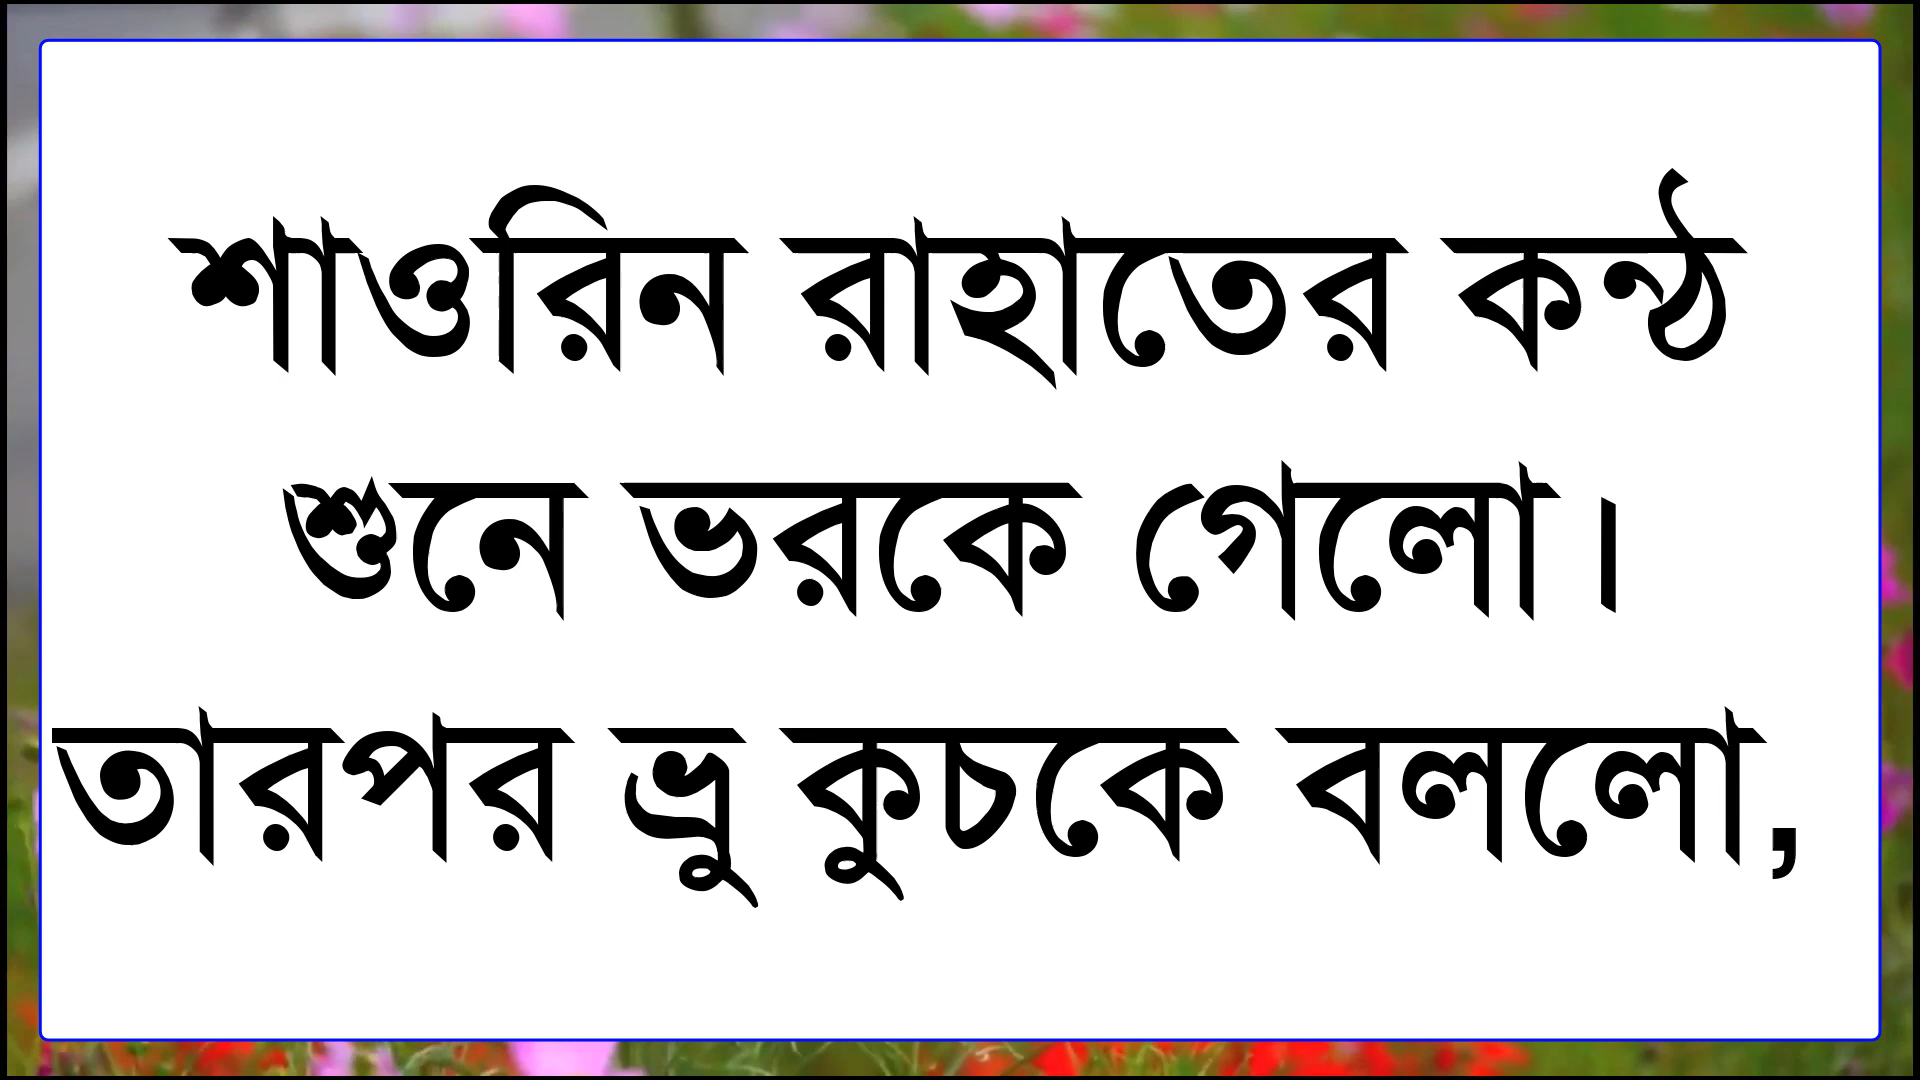 শাওরিন রাহাতের কন্ঠ
শুনে ভরকে গেলো।
তারপর ভ্রু কুচকে বললো,